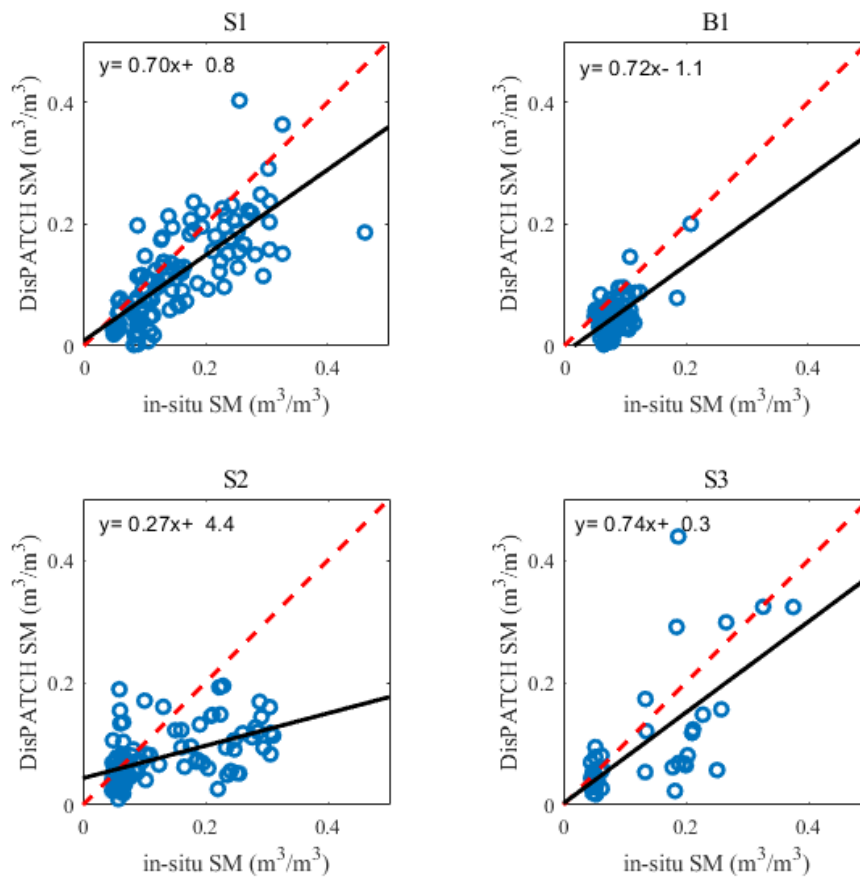 S1
y= 0.70x+ 0.8
DisPATCH SM (m³/m³)
0.4
0.2
0
0
0.2
0.4
in-situ SM (m³/m³)
B1
y= 0.72x- 1.1
DisPATCH SM (m³/m³)
0.4
0.2
0
0
0.2
0.4
in-situ SM (m³/m³)
S2
y= 0.27x+ 4.4
DisPATCH SM (m³/m³)
0.4
0.2
0
0
0.2
0.4
in-situ SM (m³/m³)
S3
y= 0.74x+ 0.3
DisPATCH SM (m³/m³)
0.4
0.2
0
0
0.2
0.4
in-situ SM (m³/m³)